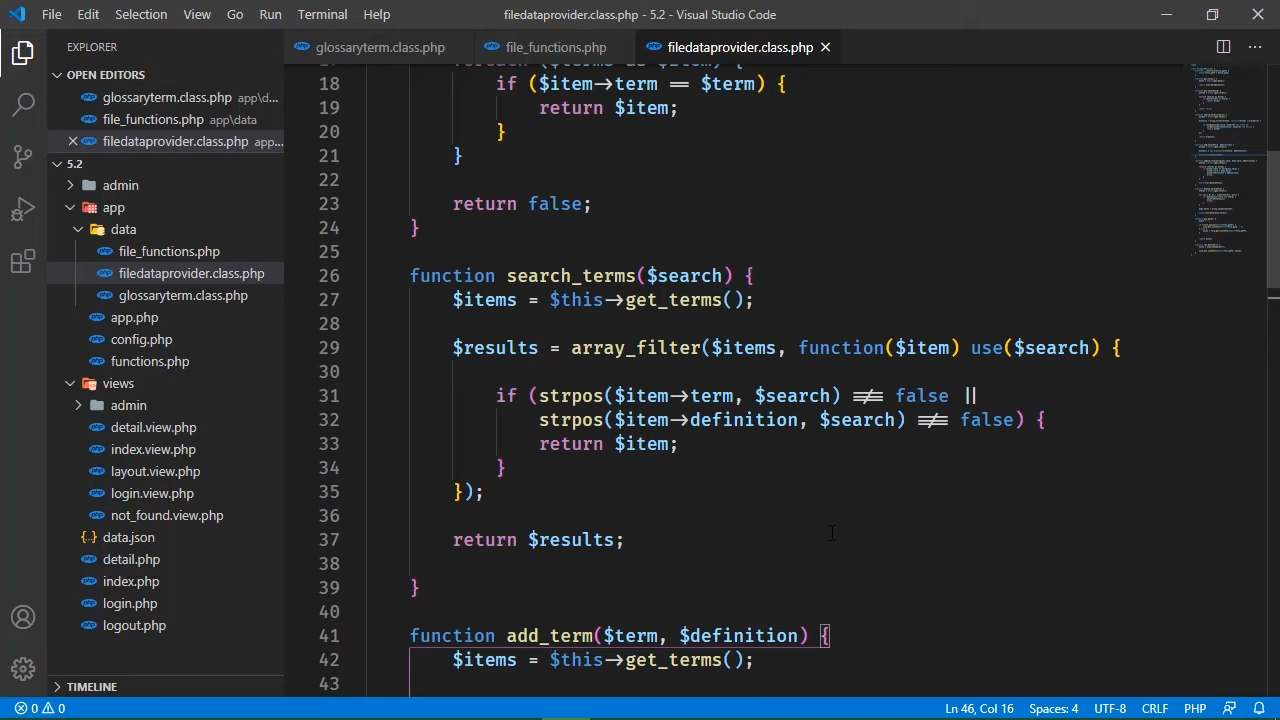 File Edit Selection View Go Run Terminal Help filedataprovider.class.php - 5.2 - Visual Studio Code
EXPLORER
glossaryterm.class.php file_functions.php filedataprovider.class.php
OPEN EDITORS
glossaryterm.class.php app\d...
file_functions.php app\data
filedataprovider.class.php app...
5.2
admin
app
data
file_functions.php
filedataprovider.class.php
glossaryterm.class.php
app.php
config.php
functions.php
views
admin
detail.view.php
index.view.php
layout.view.php
login.view.php
not_found.view.php
{..} data.json
detail.php
index.php
login.php
logout.php
TIMELINE
18 if ($item->term == $term) {
19 return $item;
20 }
21 }
22
23 return false;
24 }
25
26 function search_terms($search) {
27 $items = $this->get_terms();
28
29 $results = array_filter($items, function($item) use($search) {
30
31 if (strpos($item->term, $search) !== false ||
32 strpos($item->definition, $search) !== false) {
33 return $item;
34 }
35 });
36
37 return $results;
38
39 }
40
41 function add_term($term, $definition) {
42 $items = $this->get_terms();
43
0 0 Ln 46, Col 16 Spaces: 4 UTF-8 CRLF PHP